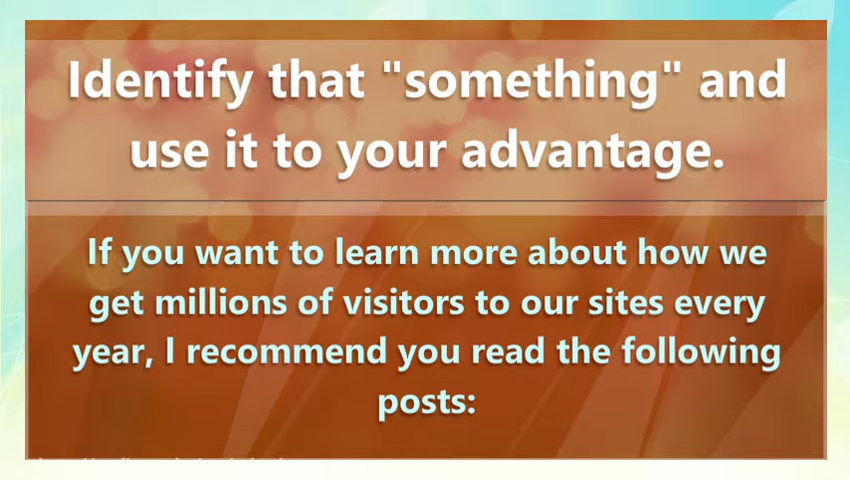 Identify that "something" and
use it to your advantage.
If you want to learn more about how we
get millions of visitors to our sites every
year, I recommend you read the following
posts: